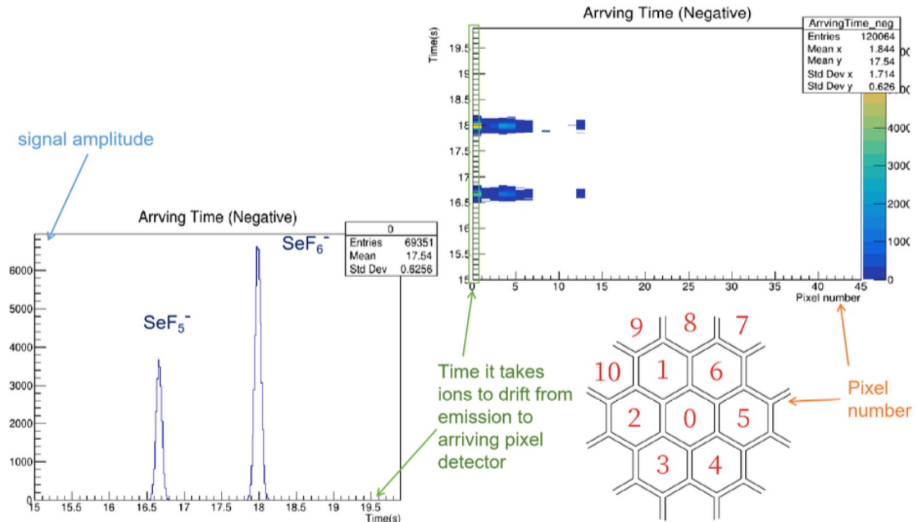 Arrving Time (Negative)
ArrvingTime_neg
Entries 120064
Mean x 1.844
Mean y 17.54
Std Dev x 1.714
Std Dev y 0.626
Time(s)
19.5
19
18.5
18
17.5
17
16.5
16
15.5
15
0 5 10 15 20 25 30 35 40 45
Pixel number
4000
3000
2000
1000
0
signal amplitude
Arrving Time (Negative)
0
Entries 69351
Mean 17.54
Std Dev 0.6256
SeF6-
SeF5-
6000
5000
4000
3000
2000
1000
0
15 15.5 16 16.5 17 17.5 18 18.5 19 19.5
Time(s)
Time it takes
ions to drift from
emission to
arriving pixel
detector
9 8 7
10 1 6
2 0 5
3 4
Pixel
number